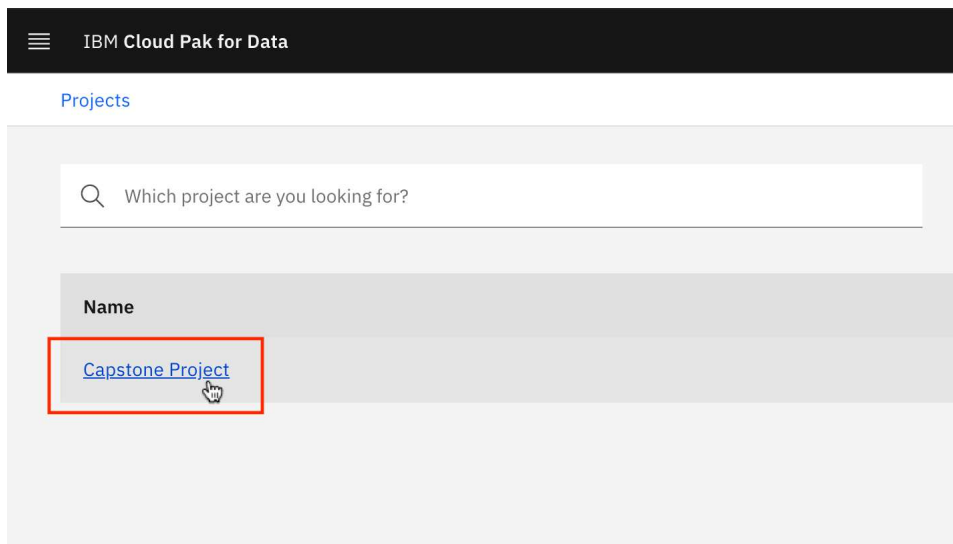 IBM Cloud Pak for Data
Projects
Which project are you looking for?
Name
Capstone Project